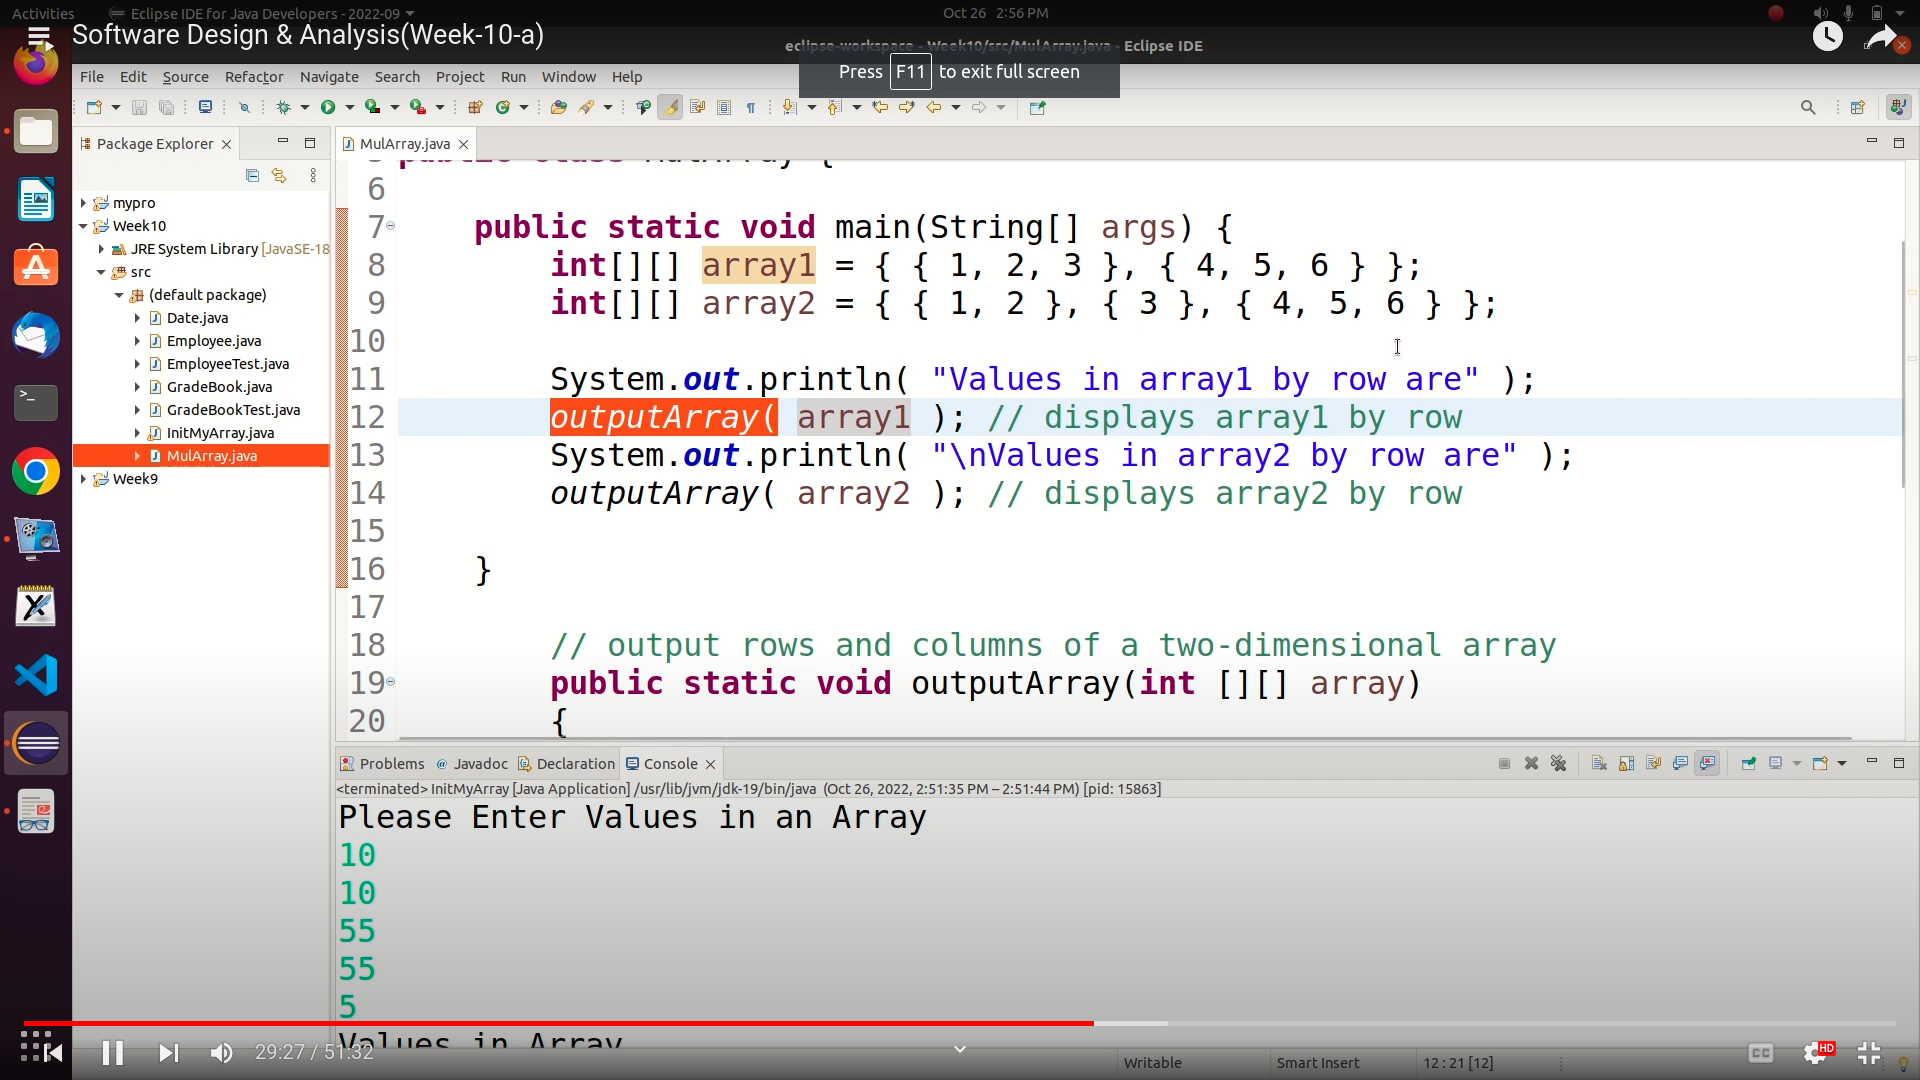 Activities
Eclipse IDE for Java Developers - 2022-09
Oct 26 2:56 PM
Software Design & Analysis(Week-10-a)
eclipse-workspace - Week10/src/MulArray.java - Eclipse IDE
Press F11 to exit full screen
File Edit Source Refactor Navigate Search Project Run Window Help
Package Explorer
MulArray.java
mypro
Week10
JRE System Library [JavaSE-18
src
(default package)
Date.java
Employee.java
EmployeeTest.java
GradeBook.java
GradeBookTest.java
InitMyArray.java
MulArray.java
Week9
5 public class MulArray {
6
7 public static void main(String[] args) {
8 int[][] array1 = { { 1, 2, 3 }, { 4, 5, 6 } };
9 int[][] array2 = { { 1, 2 }, { 3 }, { 4, 5, 6 } };
10
11 System.out.println( "Values in array1 by row are" );
12 outputArray( array1 ); // displays array1 by row
13 System.out.println( "\nValues in array2 by row are" );
14 outputArray( array2 ); // displays array2 by row
15
16 }
17
18 // output rows and columns of a two-dimensional array
19 public static void outputArray(int [][] array)
20 {
Problems Javadoc Declaration Console
<terminated> InitMyArray [Java Application] /usr/lib/jvm/jdk-19/bin/java (Oct 26, 2022, 2:51:35 PM – 2:51:44 PM) [pid: 15863]
Please Enter Values in an Array
10
10
55
55
5
Values in Array
29:27 / 51:32
Writable
Smart Insert
12 : 21 [12]
CC
HD